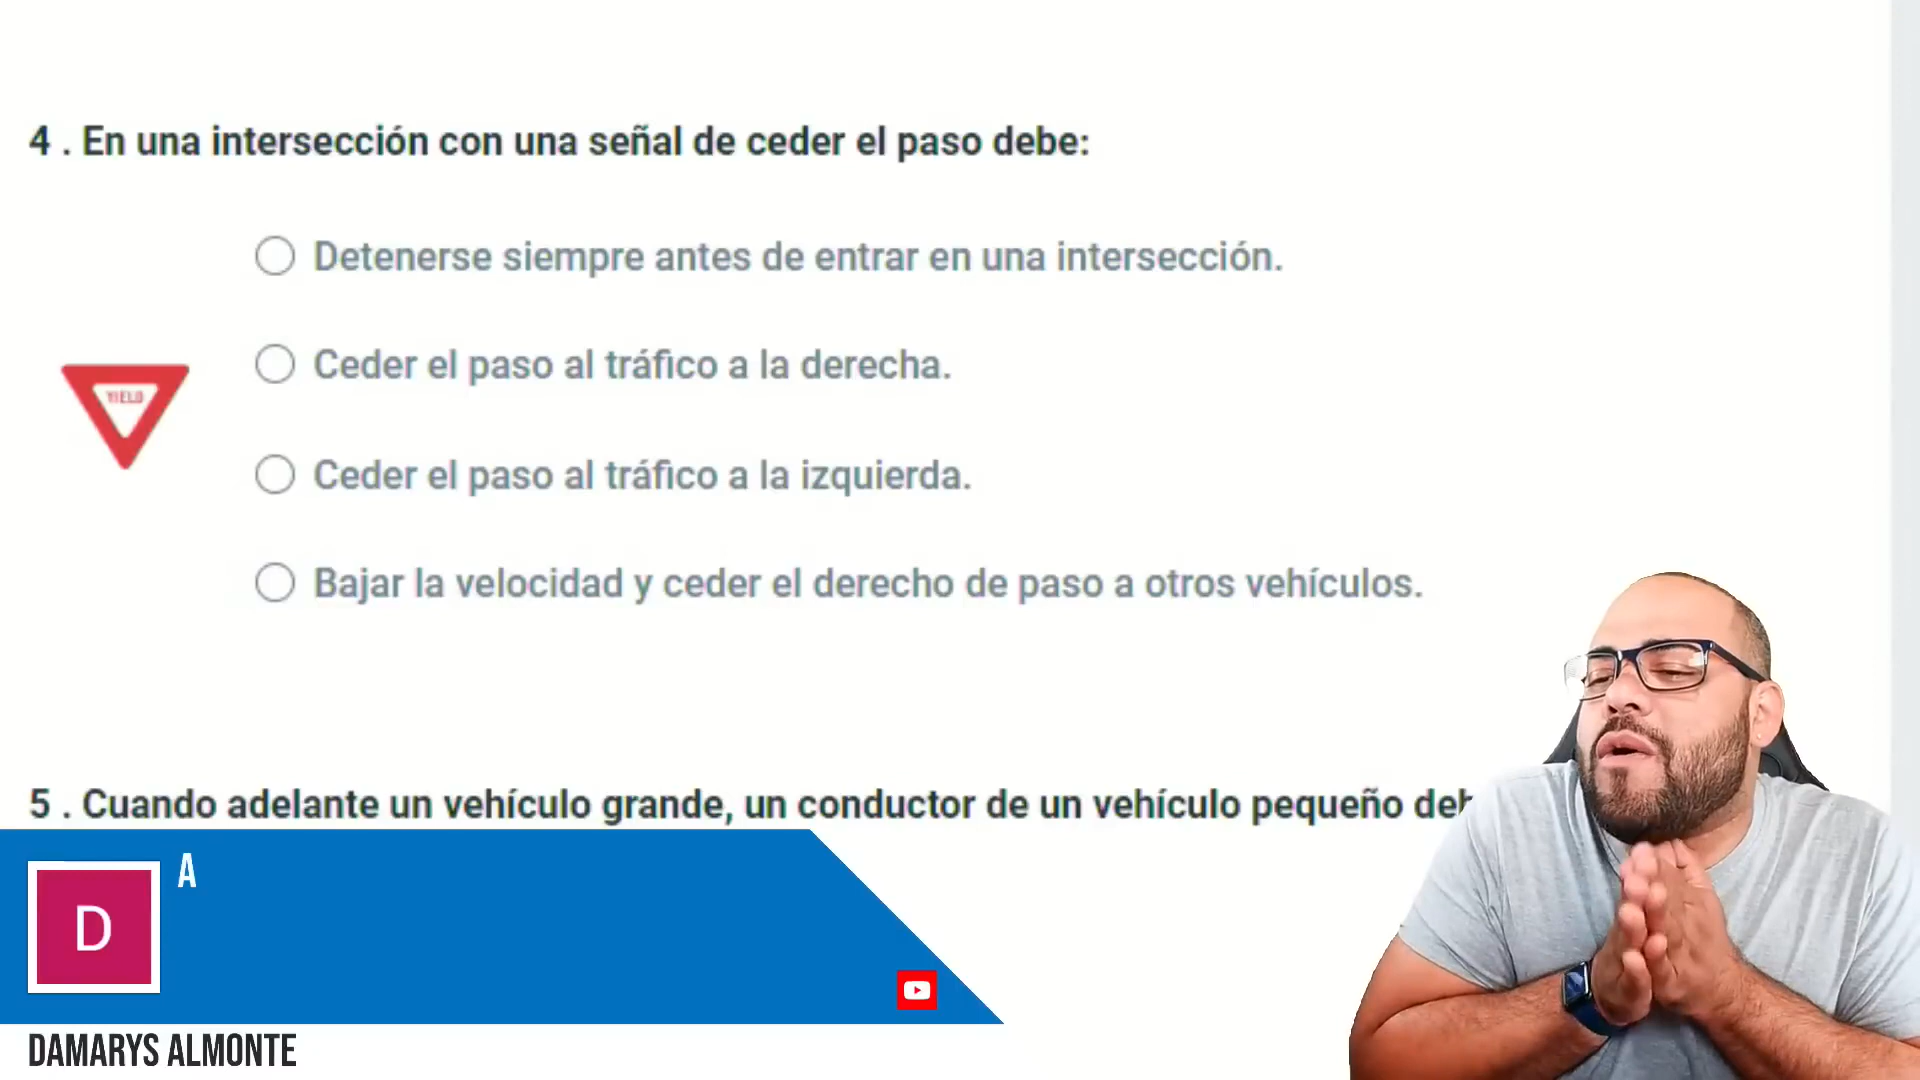 4 . En una intersección con una señal de ceder el paso debe:
Detenerse siempre antes de entrar en una intersección.
Ceder el paso al tráfico a la derecha.
YIELD
Ceder el paso al tráfico a la izquierda.
Bajar la velocidad y ceder el derecho de paso a otros vehículos.
5 . Cuando adelante un vehículo grande, un conductor de un vehículo pequeño deb
A
D
DAMARYS ALMONTE